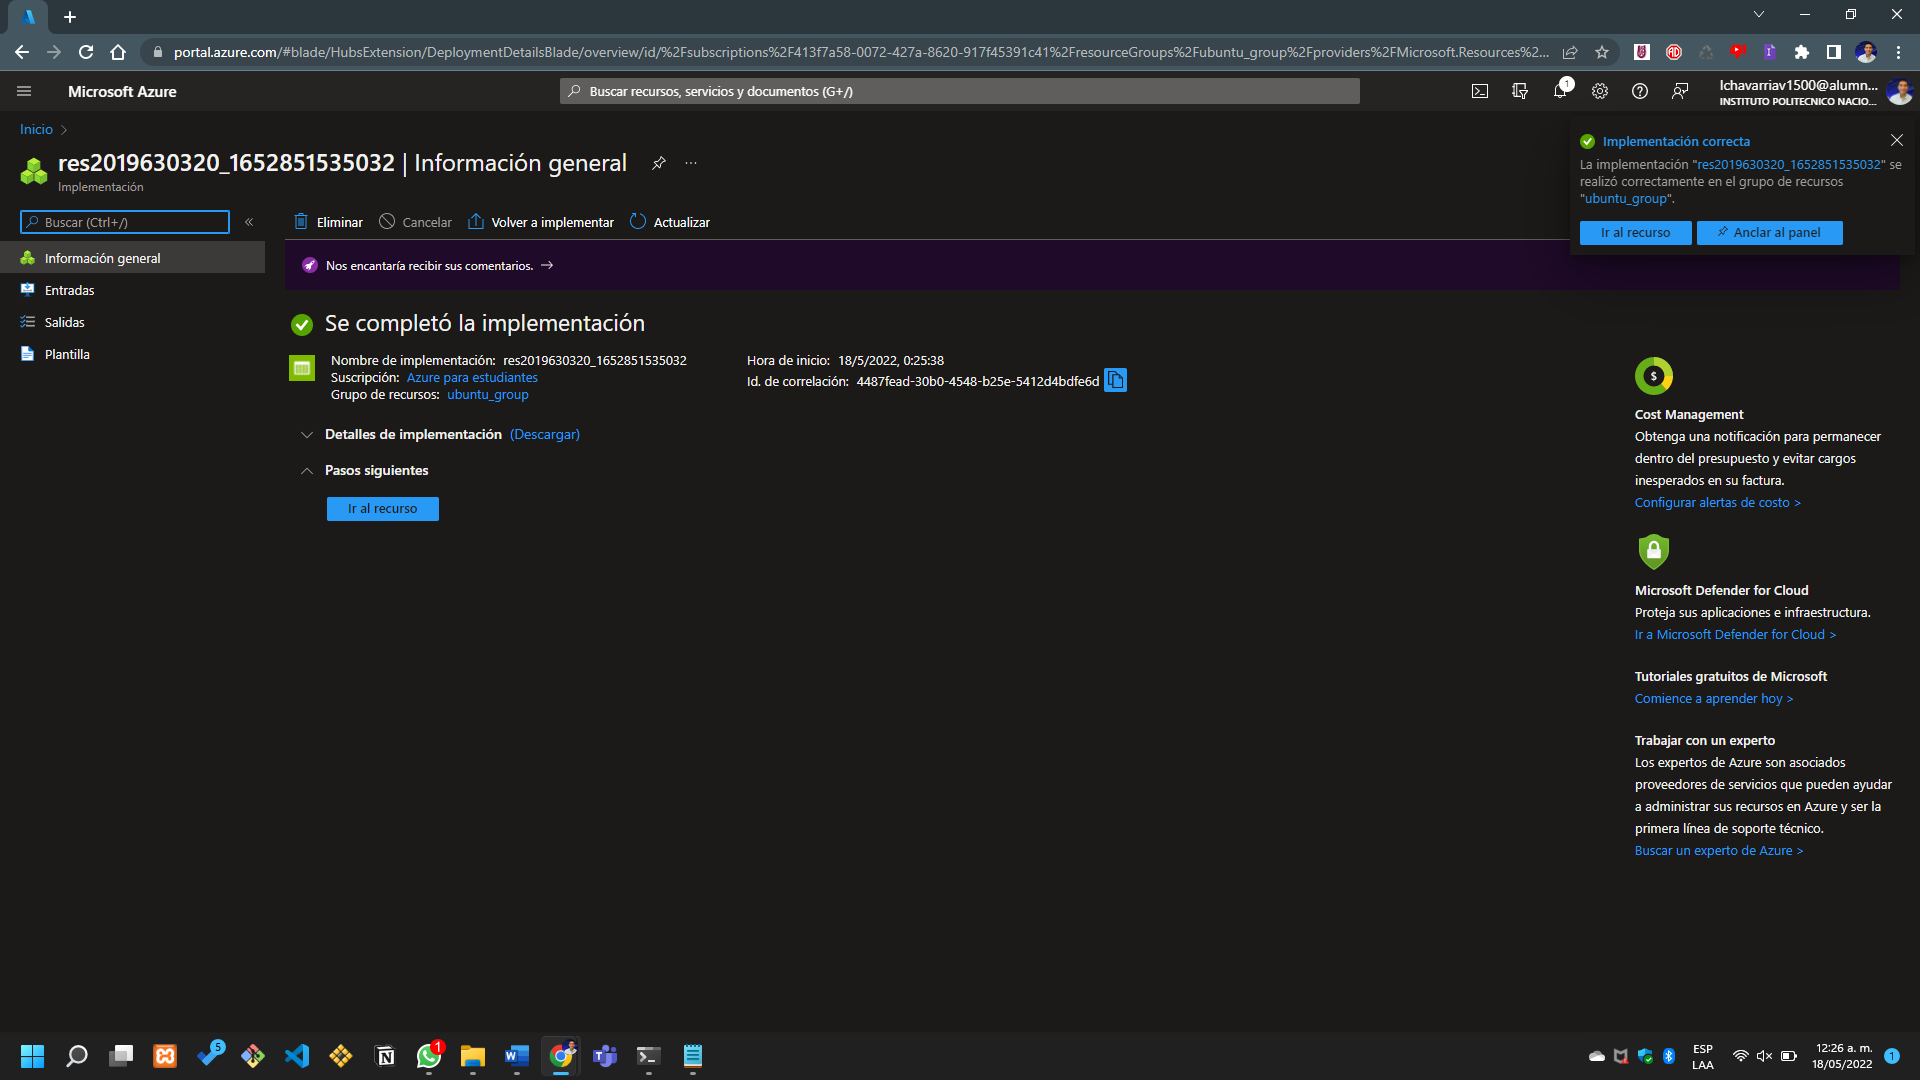 portal.azure.com/#blade/HubsExtension/DeploymentDetailsBlade/overview/id/%2Fsubscriptions%2F413f7a58-0072-427a-8620-917f45391c41%2FresourceGroups%2Fubuntu_group%2Fproviders%2FMicrosoft.Resources%2...
Microsoft Azure
Buscar recursos, servicios y documentos (G+/)
1
lchavarriav1500@alumn...
INSTITUTO POLITECNICO NACIO...
Inicio
res2019630320_1652851535032 | Información general
Implementación
Implementación correcta
La implementación "res2019630320_1652851535032" se
realizó correctamente en el grupo de recursos
"ubuntu_group".
Ir al recurso
Anclar al panel
Buscar (Ctrl+/)
Eliminar
Cancelar
Volver a implementar
Actualizar
Información general
Entradas
Salidas
Plantilla
Nos encantaría recibir sus comentarios.
Se completó la implementación
Nombre de implementación: res2019630320_1652851535032
Suscripción: Azure para estudiantes
Grupo de recursos: ubuntu_group
Hora de inicio: 18/5/2022, 0:25:38
Id. de correlación: 4487fead-30b0-4548-b25e-5412d4bdfe6d
Detalles de implementación (Descargar)
Pasos siguientes
Ir al recurso
Cost Management
Obtenga una notificación para permanecer
dentro del presupuesto y evitar cargos
inesperados en su factura.
Configurar alertas de costo >
Microsoft Defender for Cloud
Proteja sus aplicaciones e infraestructura.
Ir a Microsoft Defender for Cloud >
Tutoriales gratuitos de Microsoft
Comience a aprender hoy >
Trabajar con un experto
Los expertos de Azure son asociados
proveedores de servicios que pueden ayudar
a administrar sus recursos en Azure y ser la
primera línea de soporte técnico.
Buscar un experto de Azure >
5
1
ESP
LAA
12:26 a. m.
18/05/2022
1